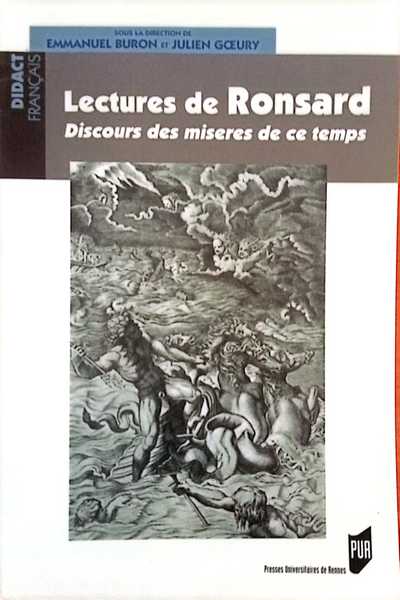 SOUS LA DIRECTION DE
EMMANUEL BURON ET JULIEN GŒURY
DIDACT
FRANÇAIS
Lectures de Ronsard
Discours des miseres de ce temps
PUR
Presses Universitaires de Rennes